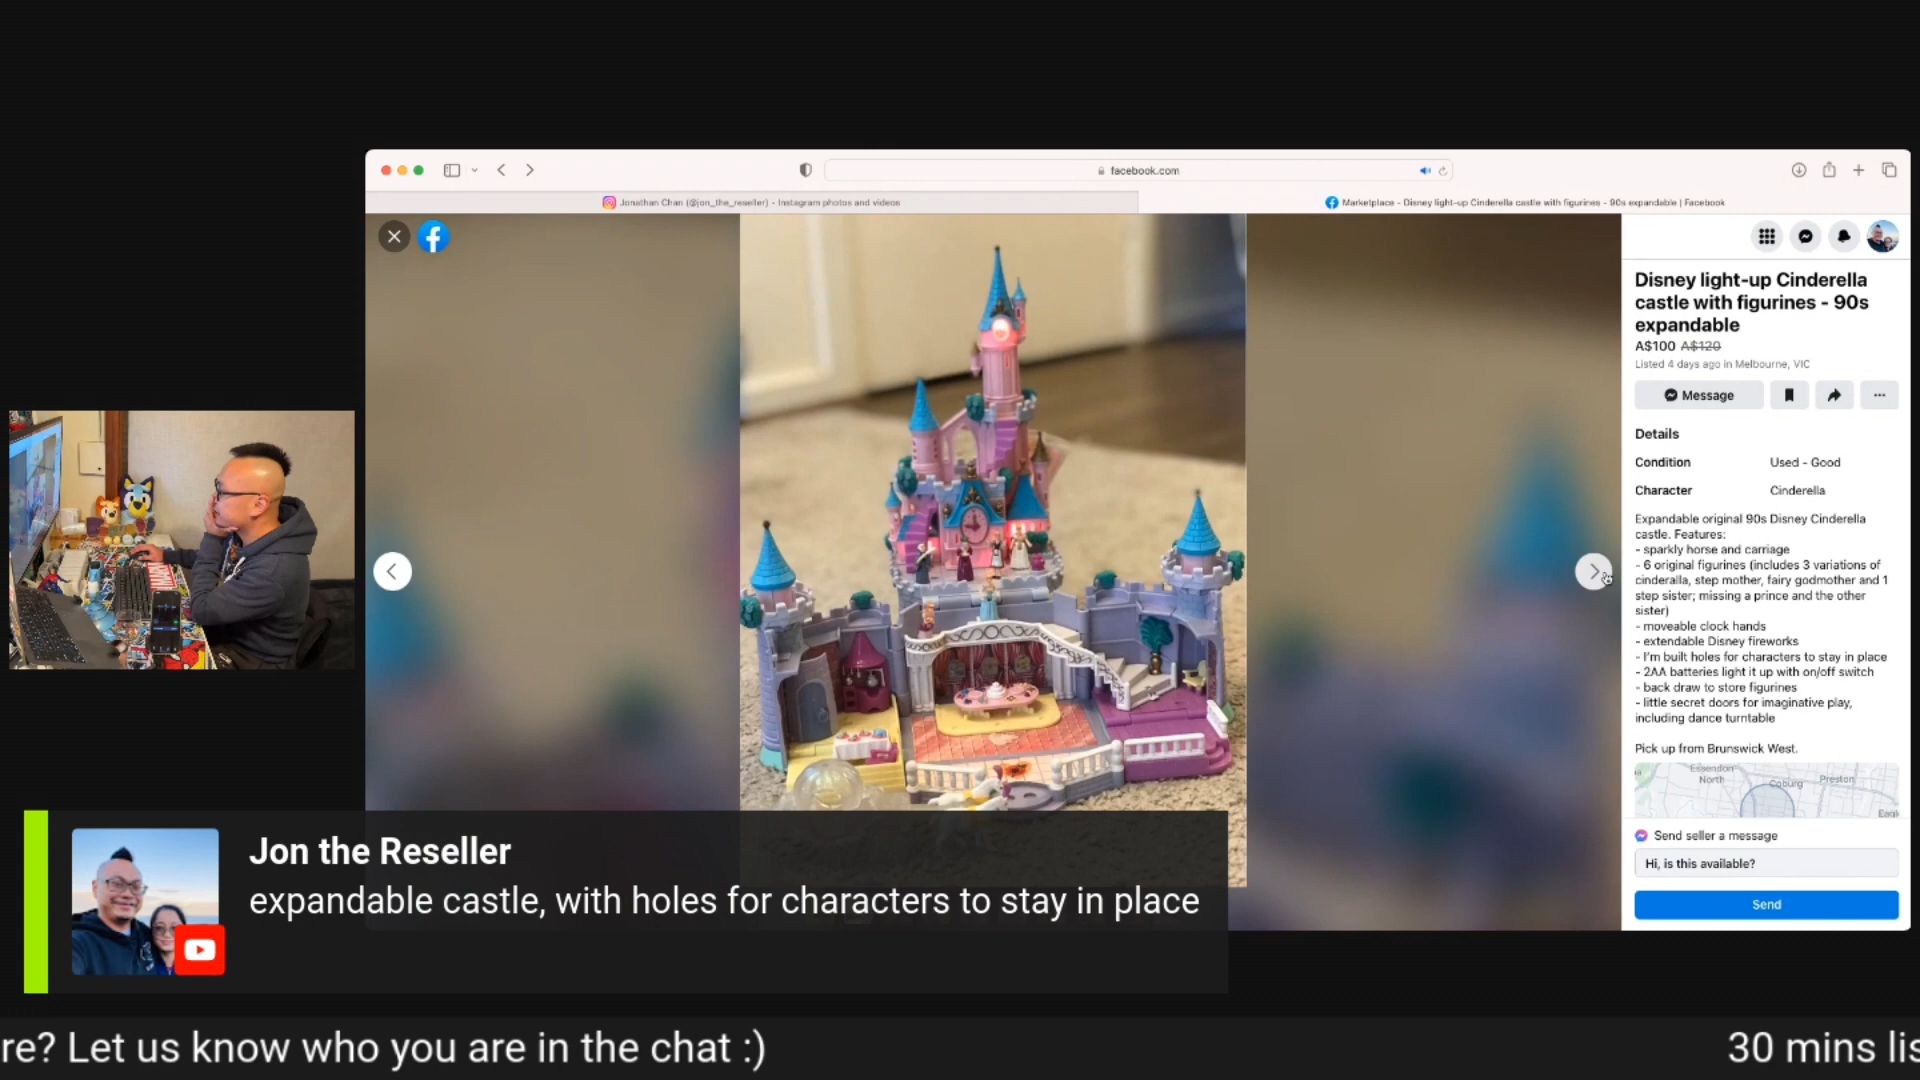 facebook.com
Jonathan Chan (@jon_the_reseller) - Instagram photos and videos
Marketplace - Disney light-up Cinderella castle with figurines - 90s expandable | Facebook
Disney light-up Cinderella
castle with figurines - 90s
expandable
A$100 A$120
Listed 4 days ago in Melbourne, VIC
Message
Details
Condition Used - Good
Character Cinderella
Expandable original 90s Disney Cinderella
castle. Features:
- sparkly horse and carriage
- 6 original figurines (includes 3 variations of
cinderalla, step mother, fairy godmother and 1
step sister; missing a prince and the other
sister)
- moveable clock hands
- extendable Disney fireworks
- I'm built holes for characters to stay in place
- 2AA batteries light it up with on/off switch
- back draw to store figurines
- little secret doors for imaginative play,
including dance turntable
Pick up from Brunswick West.
Essendon
North
Coburg
Preston
Send seller a message
Hi, is this available?
Send
MARVEL
Jon the Reseller
expandable castle, with holes for characters to stay in place
re? Let us know who you are in the chat :)
30 mins lis